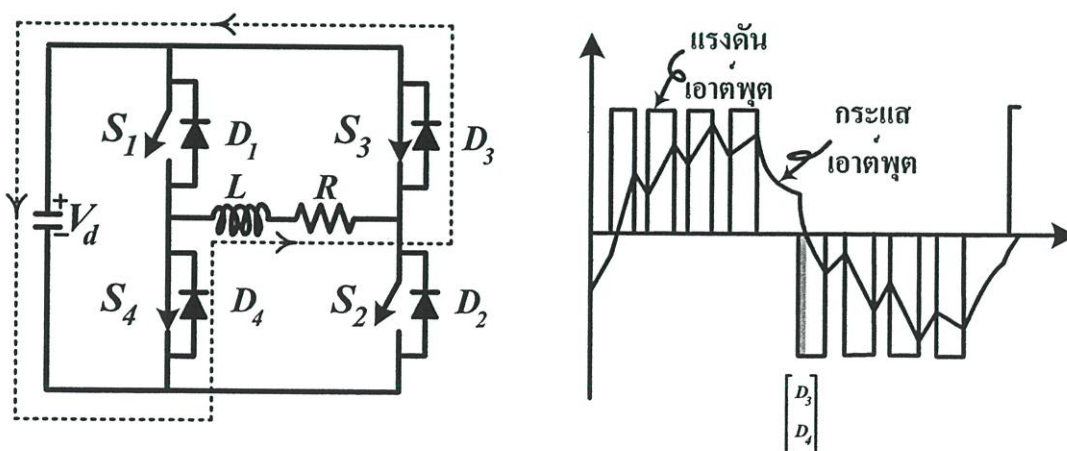 S1
D1
S3
D3
L
R
+
−
Vd
S4
D4
S2
D2
แรงดัน
เอาต์พุต
กระแส
เอาต์พุต
D3
D4